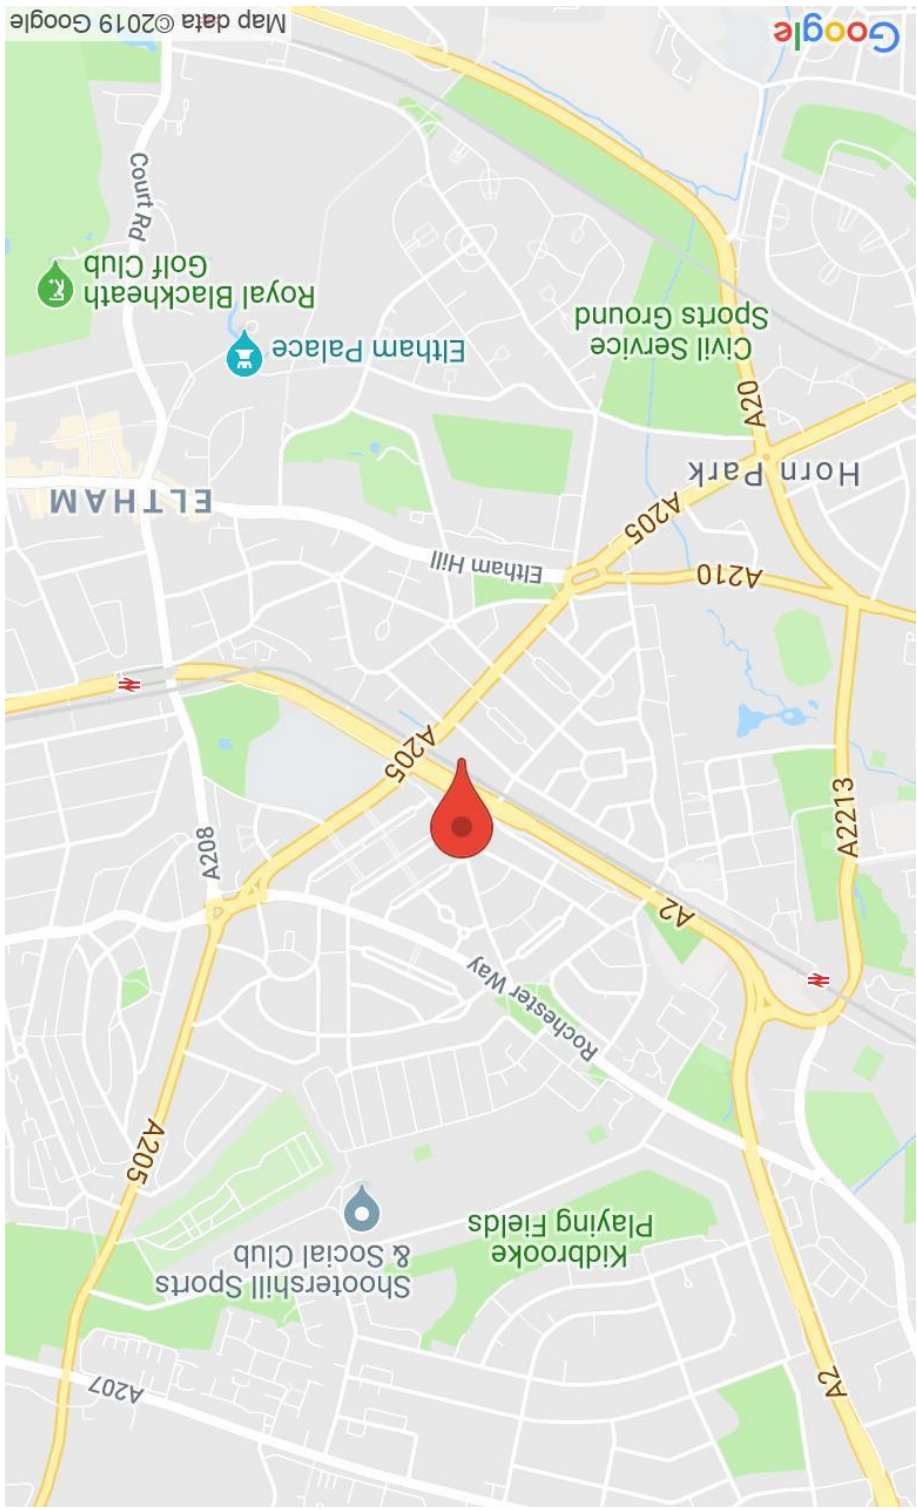 A207
A2
Shootershill Sports
& Social Club
Kidbrooke
Playing Fields
A205
Rochester Way
A2
A208
A2213
A205
A210
Eltham Hill
A205
ELTHAM
Horn Park
A20
Eltham Palace
Civil Service
Sports Ground
Royal Blackheath
Golf Club
Court Rd
Google
Map data ©2019 Google